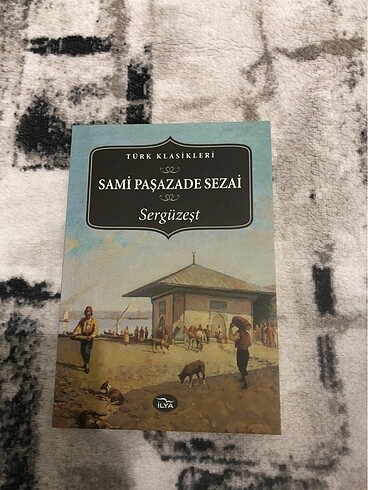 TÜRK KLASİKLERİ
SAMİ PAŞAZADE SEZAİ
Sergüzeşt
İLYA